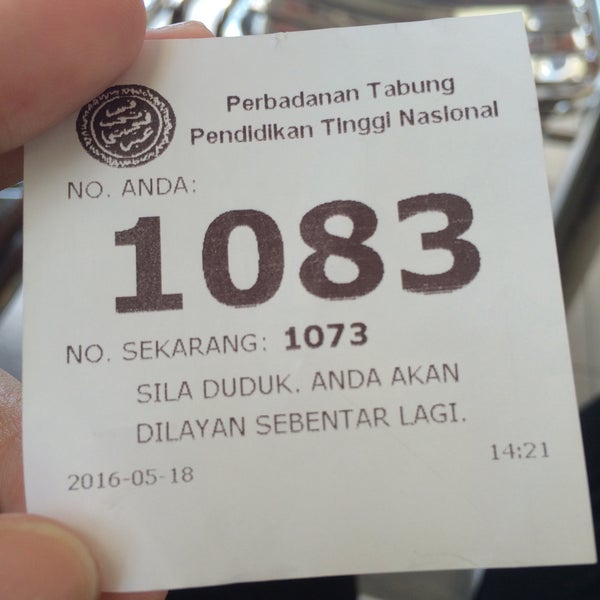 Perbadanan Tabung
Pendidikan Tinggi Nasional
NO. ANDA:
1083
NO. SEKARANG: 1073
SILA DUDUK. ANDA AKAN
DILAYAN SEBENTAR LAGI.
2016-05-18 14:21